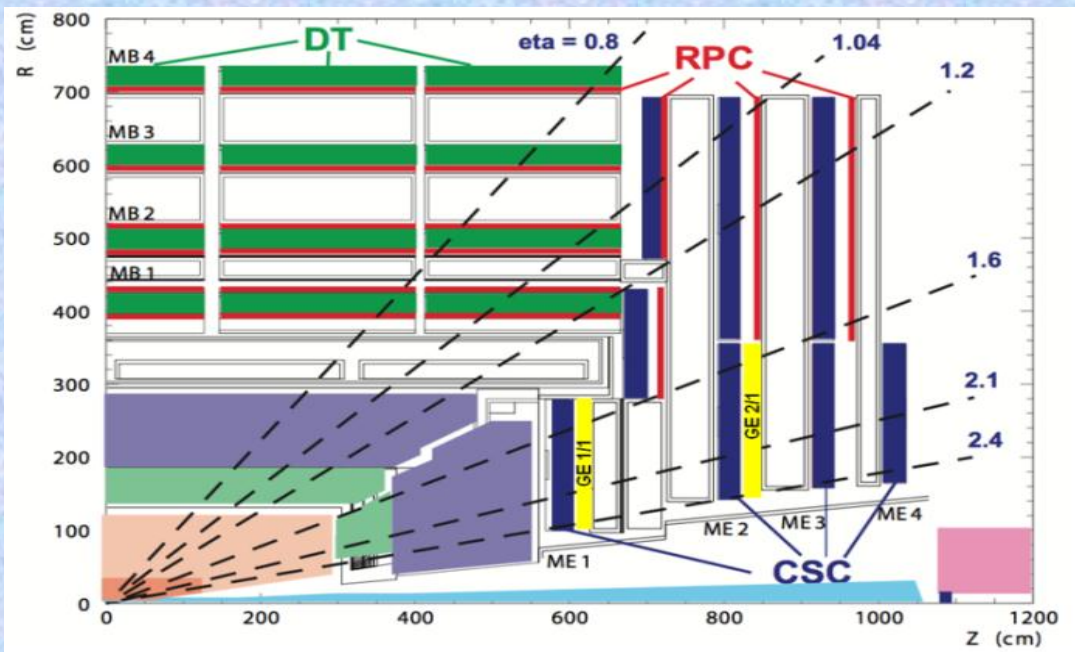 800
R (cm)
MB 4
DT
eta = 0.8
1.04
RPC
1.2
700
MB 3
600
MB 2
500
MB 1
1.6
400
300
2.1
GE 1/1
GE 2/1
2.4
200
100
ME 1
ME 2
ME 3
ME 4
CSC
0
0
200
400
600
800
1000
1200
Z (cm)